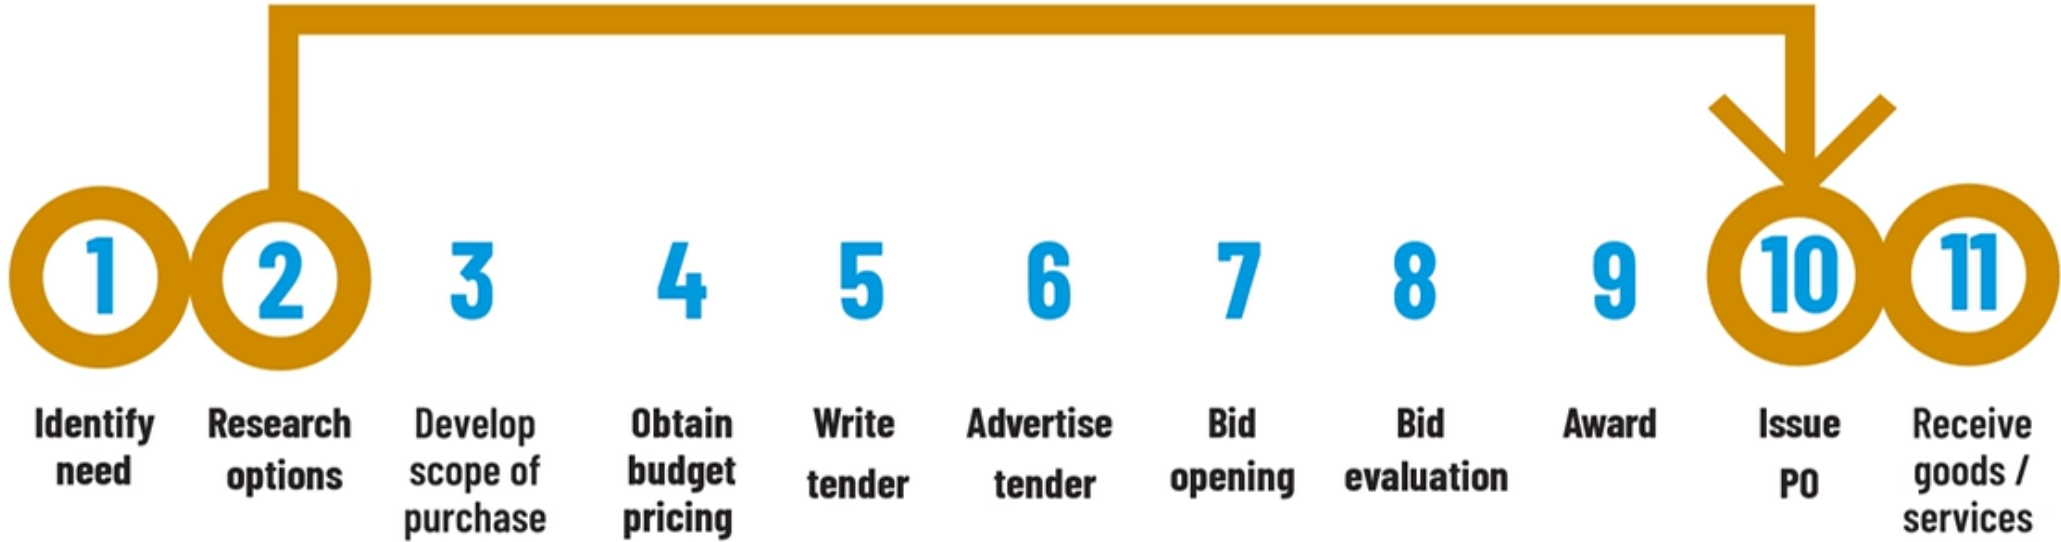 1
2
3
4
5
6
7
8
9
10
11
Identify
need
Research
options
Develop
scope of
purchase
Obtain
budget
pricing
Write
tender
Advertise
tender
Bid
opening
Bid
evaluation
Award
Issue
PO
Receive
goods /
services